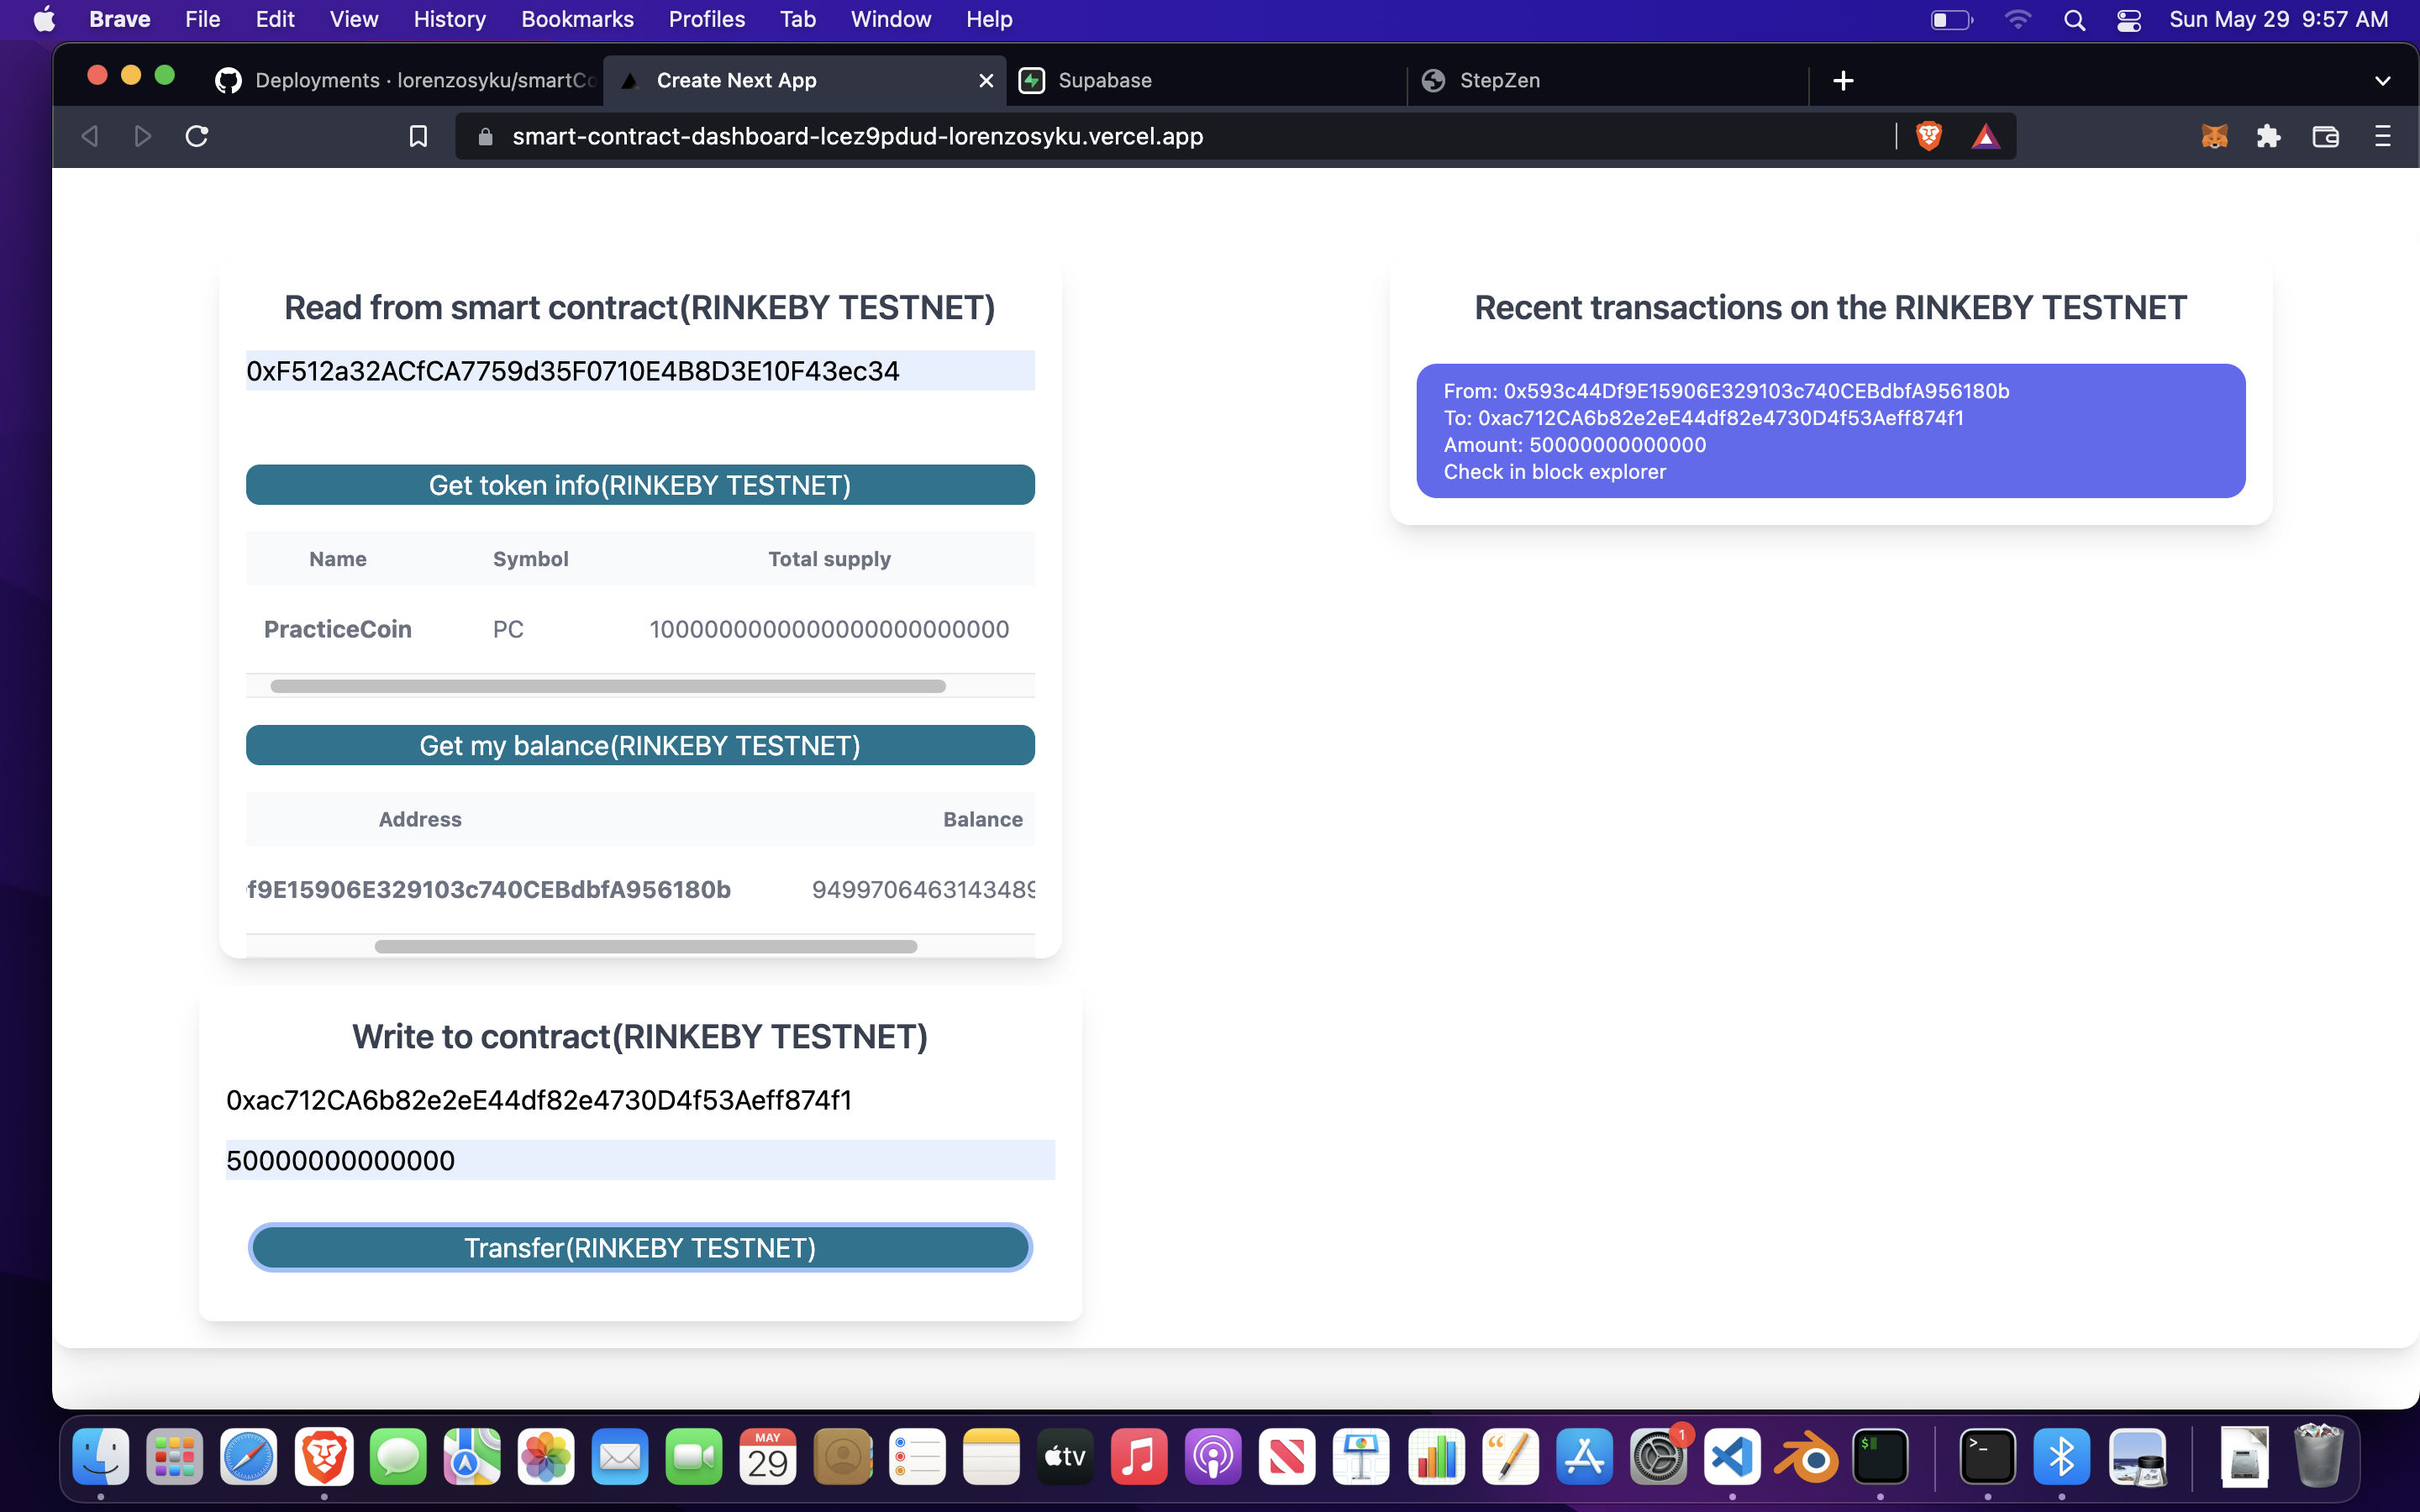 Brave File Edit View History Bookmarks Profiles Tab Window Help Sun May 29 9:57 AM
Deployments · lorenzosyku/smartCo Create Next App Supabase StepZen
smart-contract-dashboard-lcez9pdud-lorenzosyku.vercel.app
Read from smart contract(RINKEBY TESTNET)
0xF512a32ACfCA7759d35F0710E4B8D3E10F43ec34
Get token info(RINKEBY TESTNET)
Name Symbol Total supply
PracticeCoin PC 1000000000000000000000000
Get my balance(RINKEBY TESTNET)
Address Balance
f9E15906E329103c740CEBdbfA956180b 9499706463143489
Write to contract(RINKEBY TESTNET)
0xac712CA6b82e2eE44df82e4730D4f53Aeff874f1
50000000000000
Transfer(RINKEBY TESTNET)
Recent transactions on the RINKEBY TESTNET
From: 0x593c44Df9E15906E329103c740CEBdbfA956180b
To: 0xac712CA6b82e2eE44df82e4730D4f53Aeff874f1
Amount: 50000000000000
Check in block explorer
MAY
29
tv
1